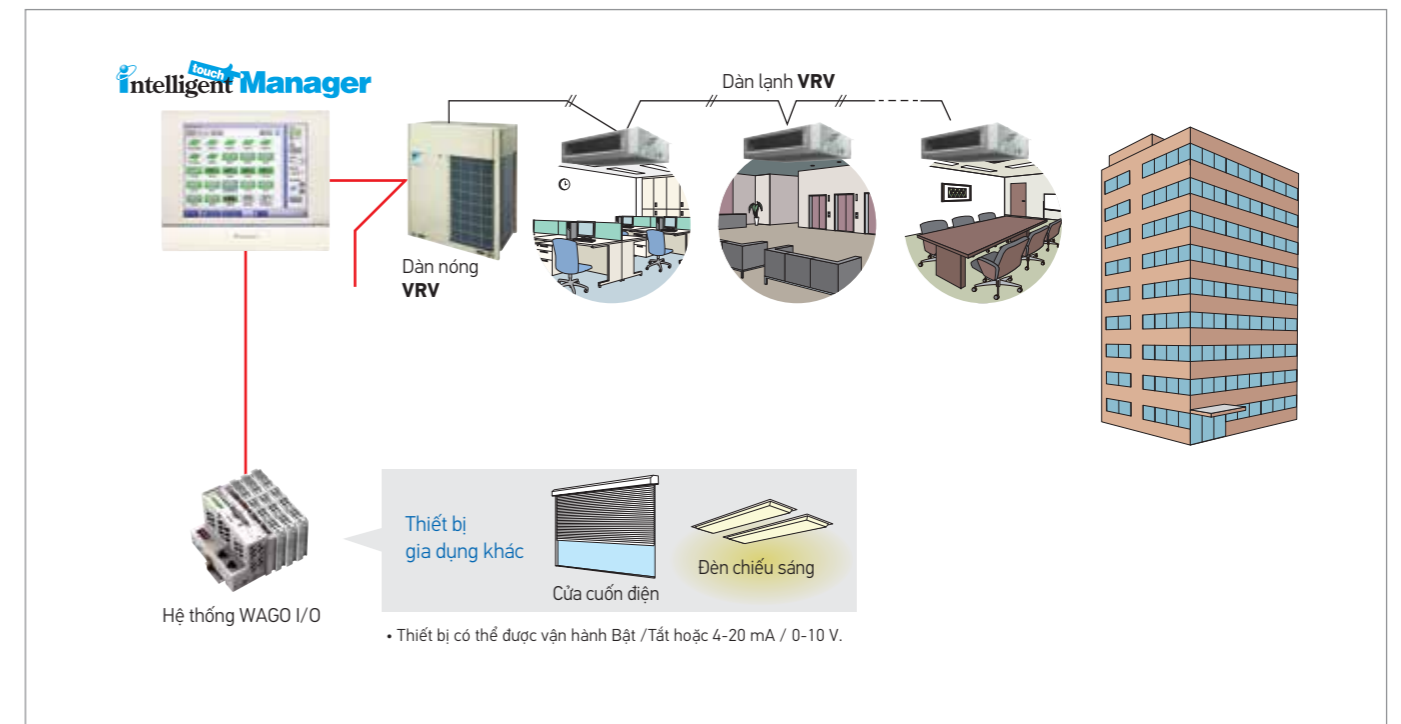 intelligent touch Manager
Dàn lạnh VRV
Dàn nóng
VRV
Thiết bị
gia dụng khác
Cửa cuốn điện
Đèn chiếu sáng
Hệ thống WAGO I/O
• Thiết bị có thể được vận hành Bật /Tắt hoặc 4-20 mA / 0-10 V.